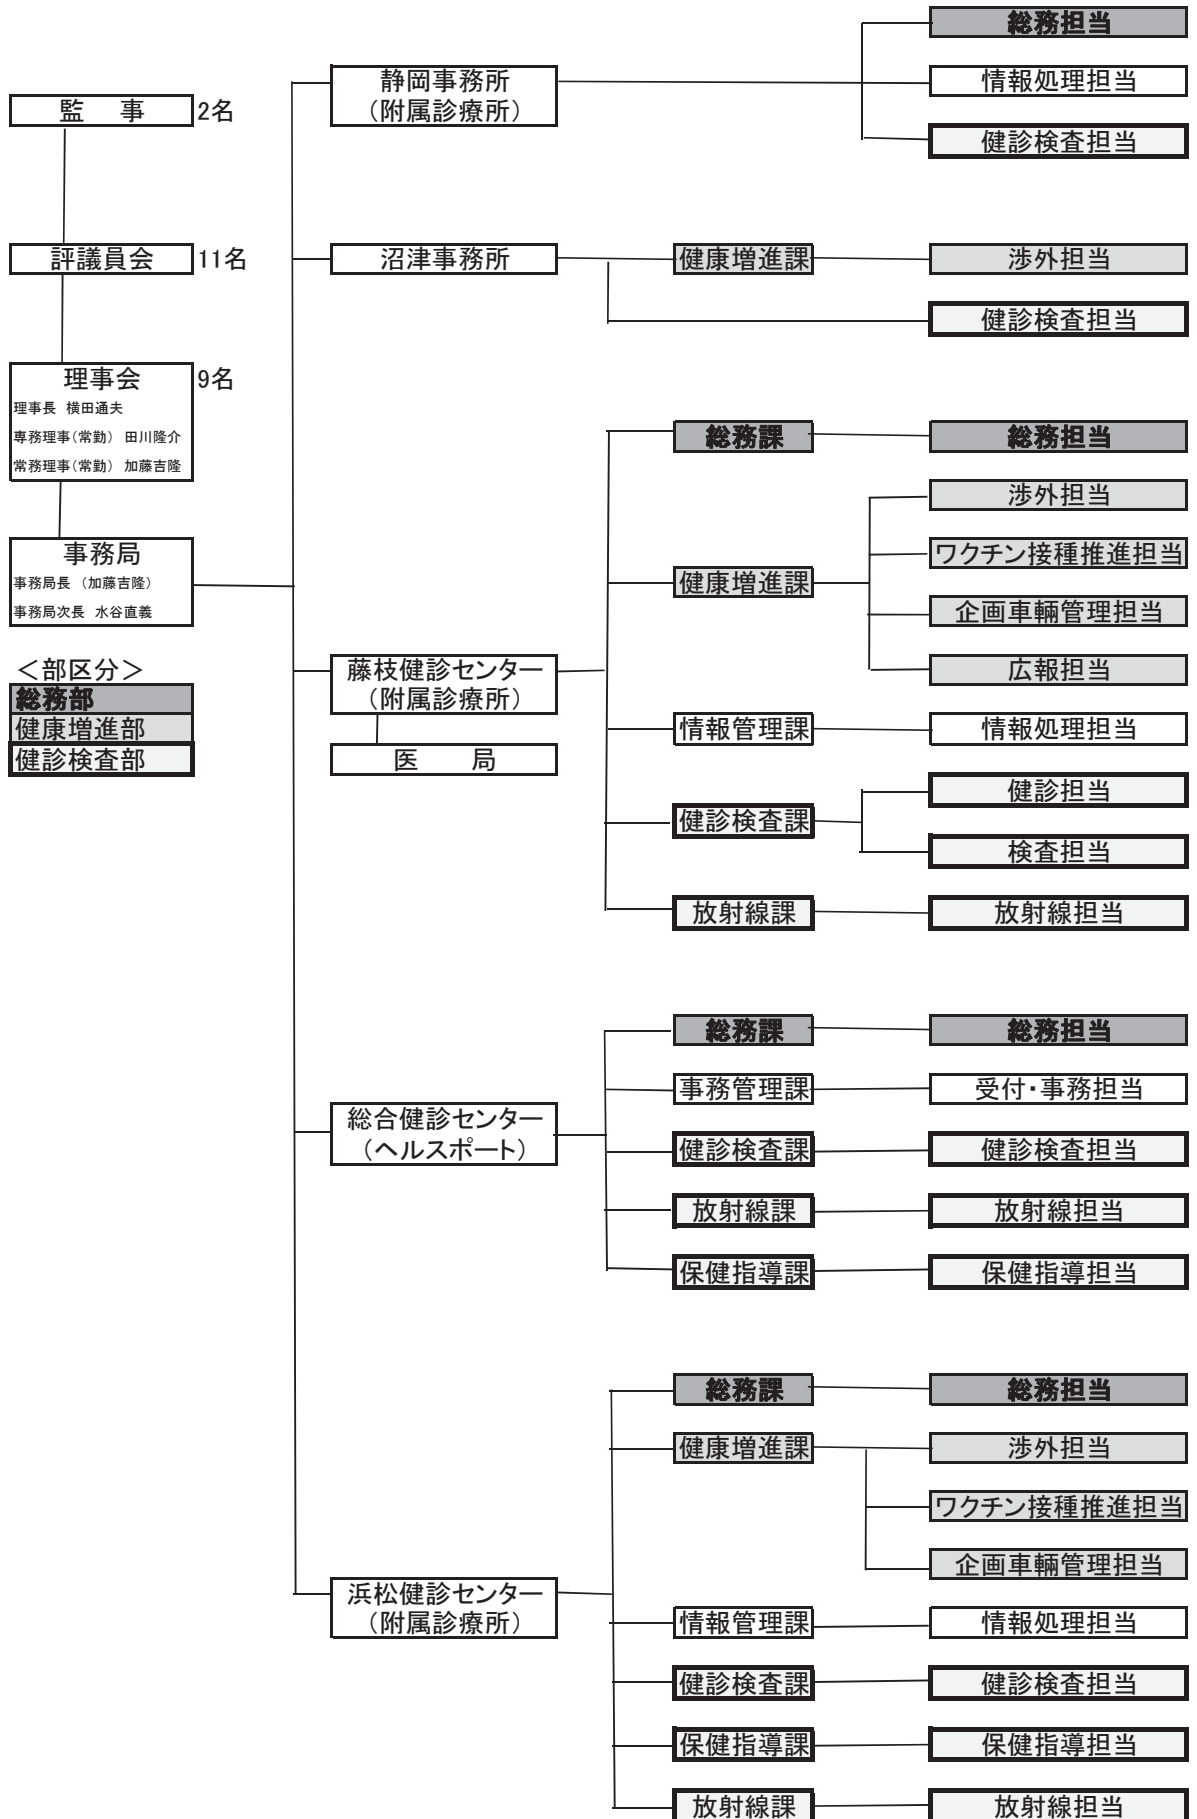 監　事 2名
評議員会 11名
理事会 9名
理事長 横田通夫
専務理事(常勤) 田川隆介
常務理事(常勤) 加藤吉隆
事務局
事務局長 (加藤吉隆)
事務局次長 水谷直義
＜部区分＞
総務部
健康増進部
健診検査部
静岡事務所
（附属診療所）
総務担当
情報処理担当
健診検査担当
沼津事務所
健康増進課
渉外担当
健診検査担当
藤枝健診センター
（附属診療所）
医　局
総務課
総務担当
健康増進課
渉外担当
ワクチン接種推進担当
企画車輛管理担当
広報担当
情報管理課
情報処理担当
健診検査課
健診担当
検査担当
放射線課
放射線担当
総合健診センター
（ヘルスポート）
総務課
総務担当
事務管理課
受付・事務担当
健診検査課
健診検査担当
放射線課
放射線担当
保健指導課
保健指導担当
浜松健診センター
（附属診療所）
総務課
総務担当
健康増進課
渉外担当
ワクチン接種推進担当
企画車輛管理担当
情報管理課
情報処理担当
健診検査課
健診検査担当
保健指導課
保健指導担当
放射線課
放射線担当